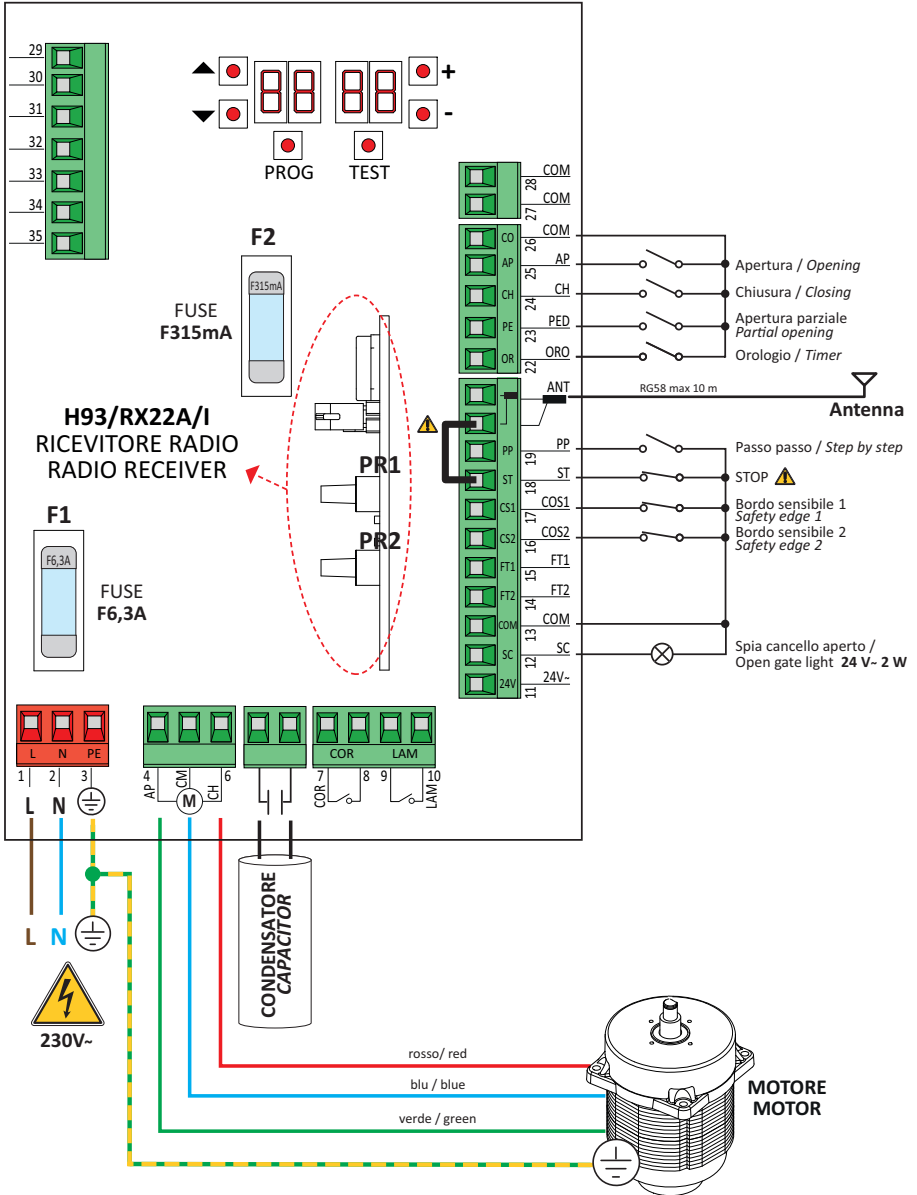 29
30
31
32
33
34
35
+
-
PROG
TEST
F2
F315mA
FUSE
F315mA
H93/RX22A/I
RICEVITORE RADIO
RADIO RECEIVER
PR1
PR2
F1
F6,3A
FUSE
F6,3A
28 COM
27 COM
CO 26 COM
AP 25 AP
CH 24 CH
PE 23 PED
OR 22 ORO
ANT
PP 19 PP
ST 18 ST
CS1 17 COS1
CS2 16 COS2
FT1 15 FT1
FT2 14 FT2
COM 13 COM
SC 12 SC
24V 11 24V~
Apertura / Opening
Chiusura / Closing
Apertura parziale
Partial opening
Orologio / Timer
RG58 max 10 m
Antenna
Passo passo / Step by step
STOP
Bordo sensibile 1
Safety edge 1
Bordo sensibile 2
Safety edge 2
Spia cancello aperto /
Open gate light 24 V~ 2 W
L N PE
1 2 3
L N
L N
230V~
4 6
AP CM CH
M
CONDENSATORE
CAPACITOR
COR LAM
7 8 9 10
COR LAM
rosso/ red
blu / blue
verde / green
MOTORE
MOTOR